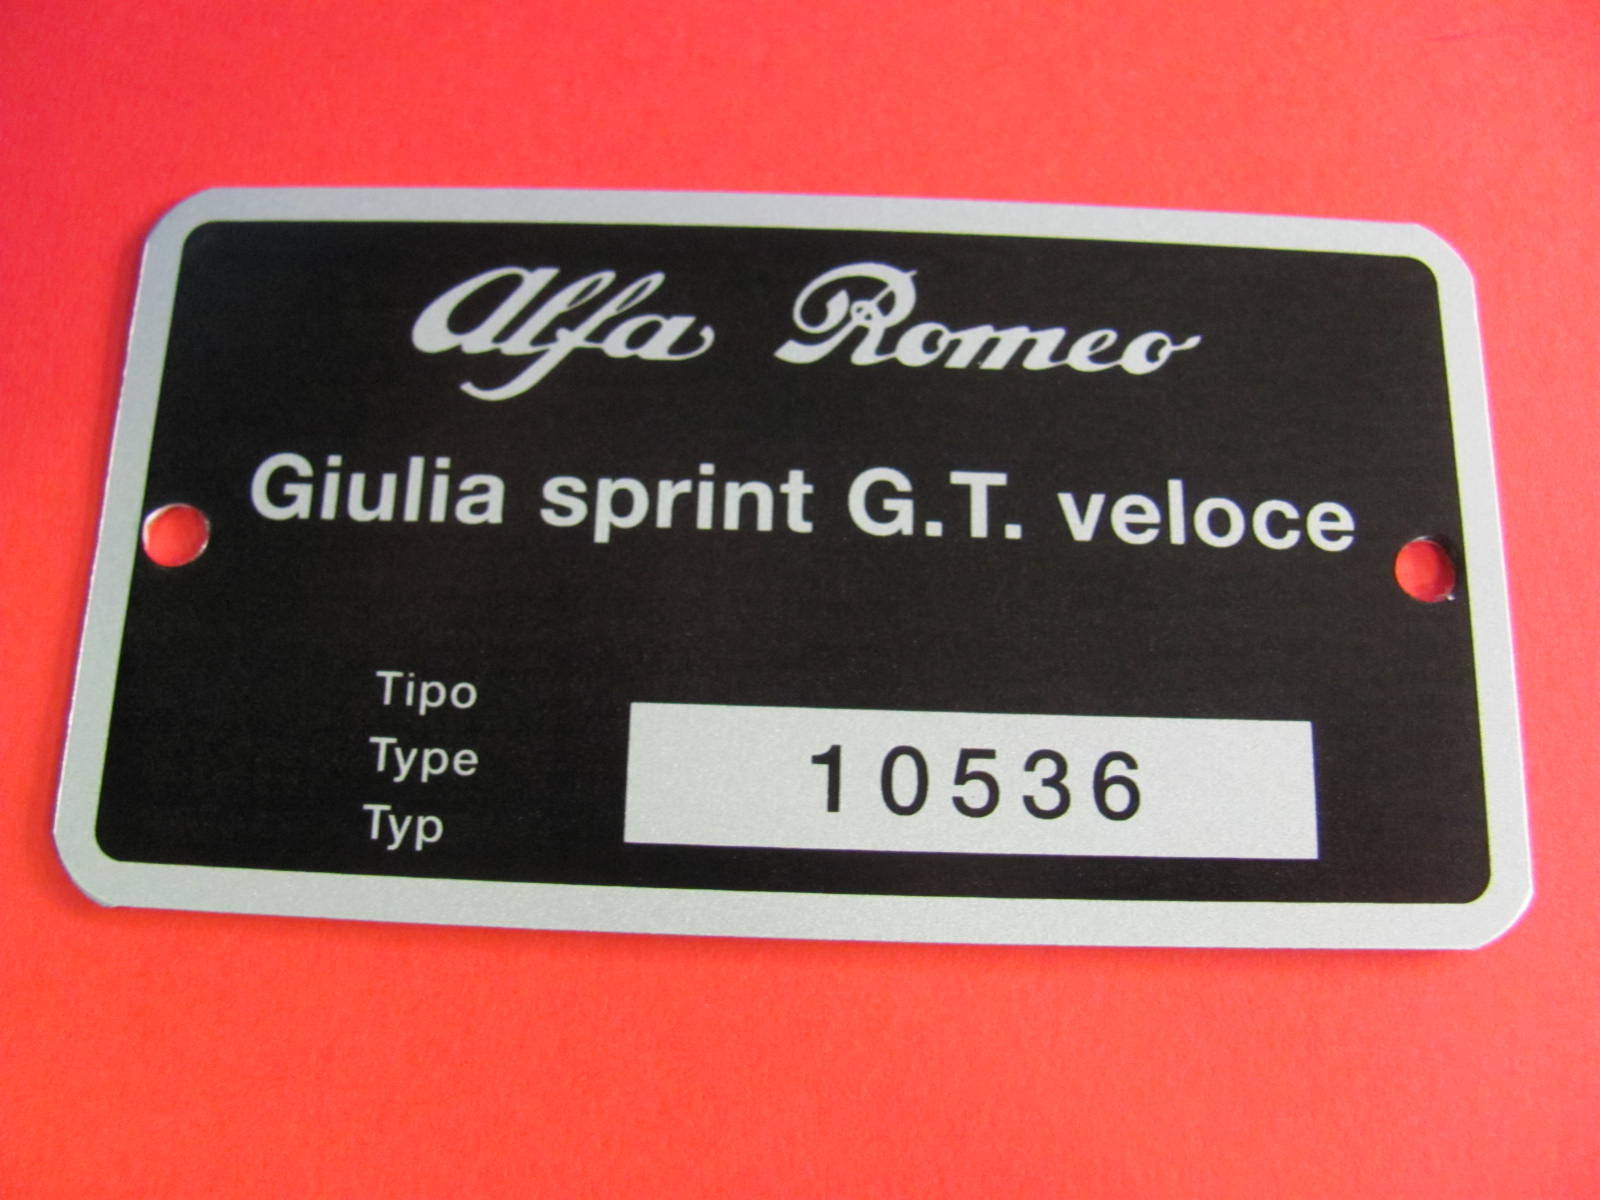 Alfa Romeo
Giulia sprint G.T. veloce
Tipo
Type
Typ
10536